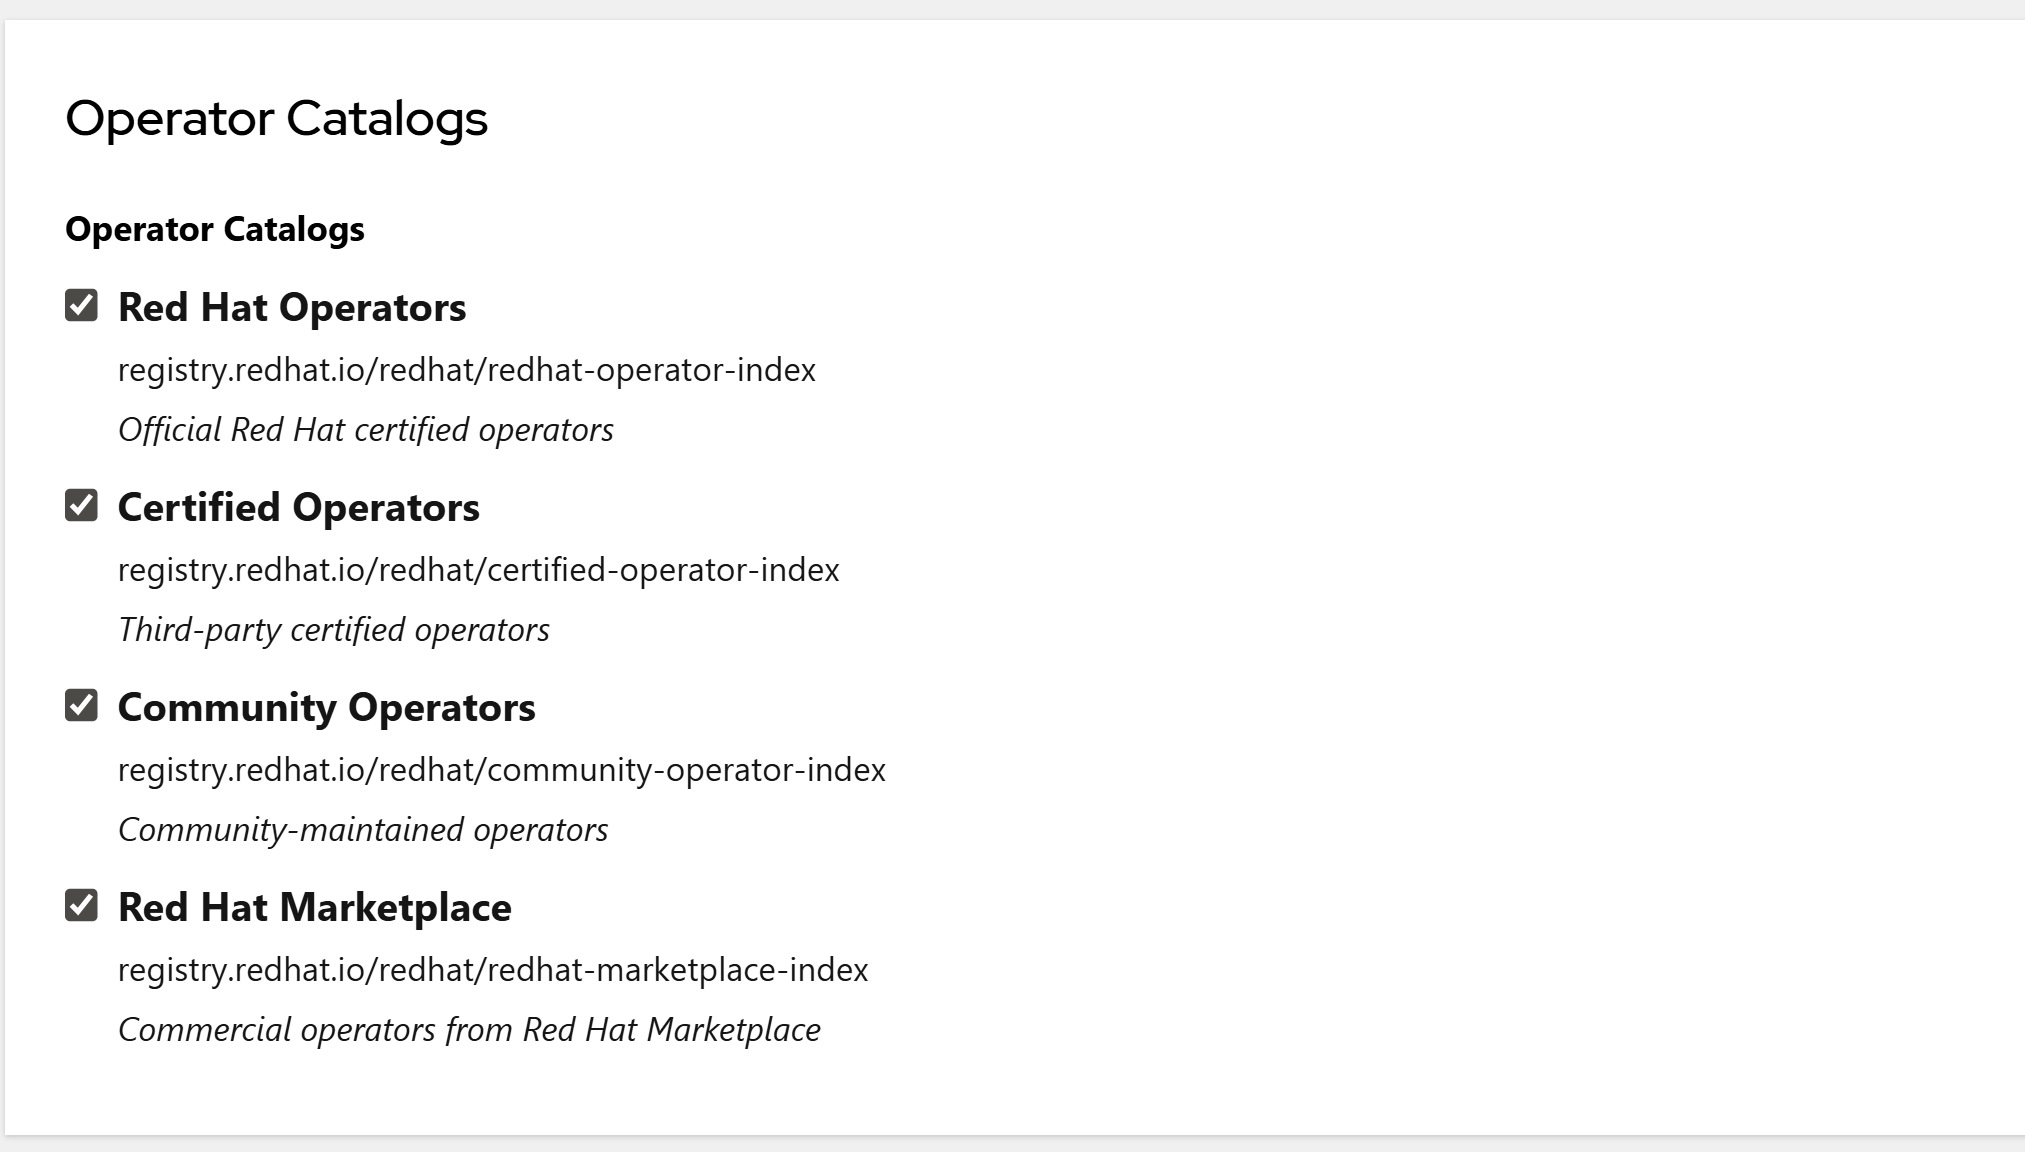 Operator Catalogs
Operator Catalogs
Red Hat Operators
registry.redhat.io/redhat/redhat-operator-index
Official Red Hat certified operators
Certified Operators
registry.redhat.io/redhat/certified-operator-index
Third-party certified operators
Community Operators
registry.redhat.io/redhat/community-operator-index
Community-maintained operators
Red Hat Marketplace
registry.redhat.io/redhat/redhat-marketplace-index
Commercial operators from Red Hat Marketplace